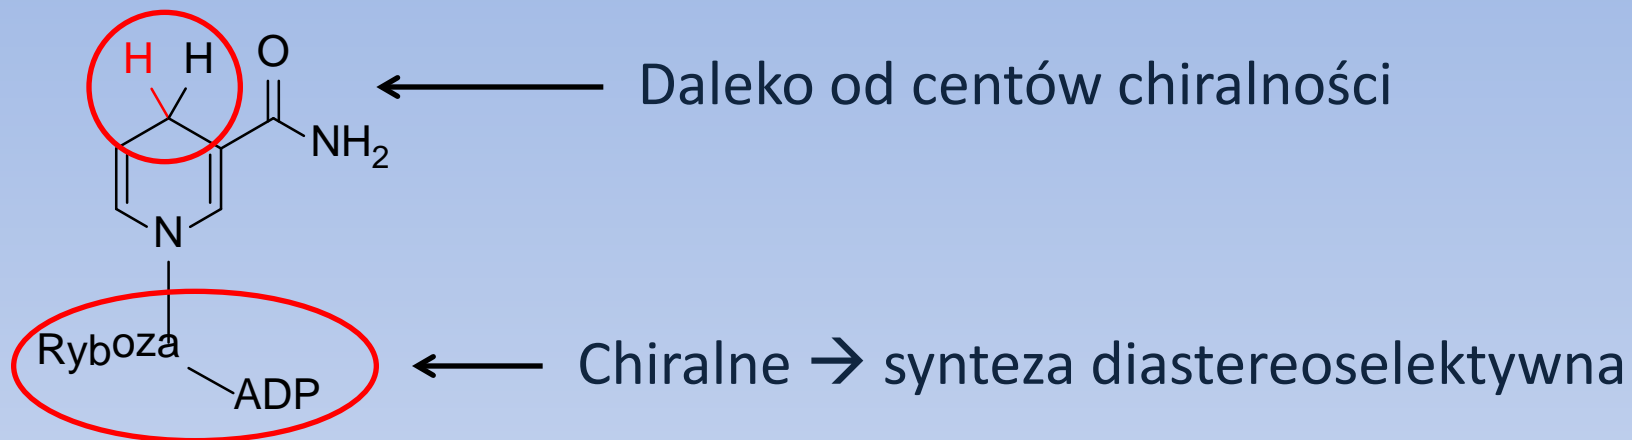 H H O
Daleko od centów chiralności
NH2
N
Ryboza
Chiralne → synteza diastereoselektywna
ADP